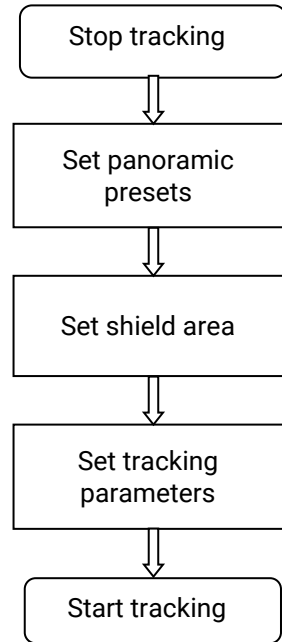 Stop tracking
Set panoramic
presets
Set shield area
Set tracking
parameters
Start tracking